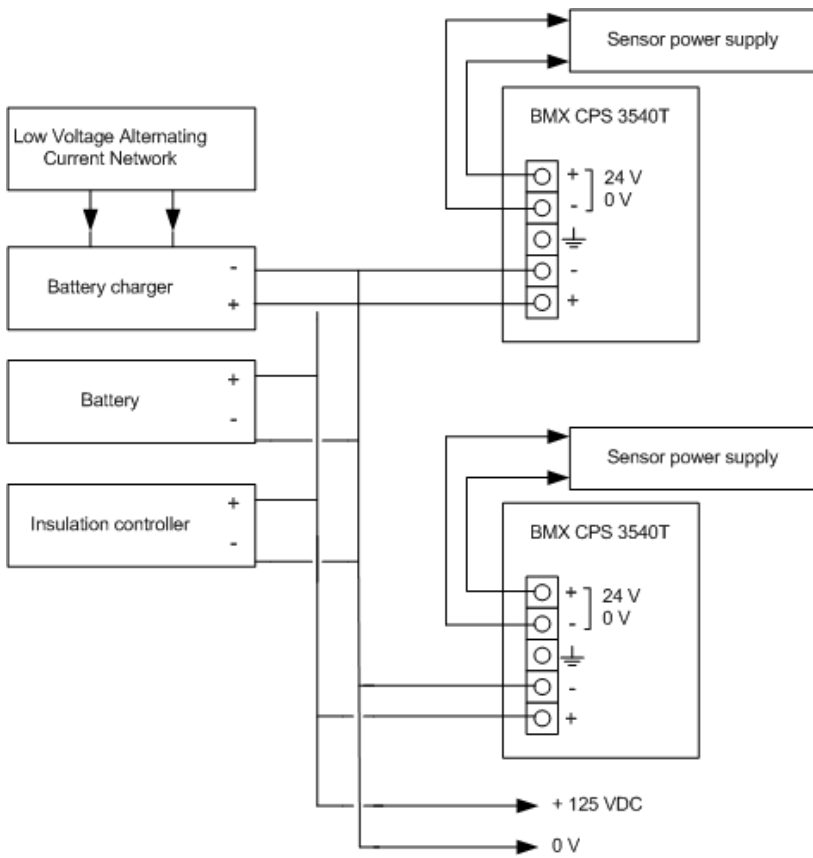 Sensor power supply
BMX CPS 3540T
Low Voltage Alternating
Current Network
+
24 V
-
0 V
Battery charger
-
+
-
+
Battery
+
-
Insulation controller
+
-
Sensor power supply
BMX CPS 3540T
+
24 V
-
0 V
-
+
+ 125 VDC
0 V